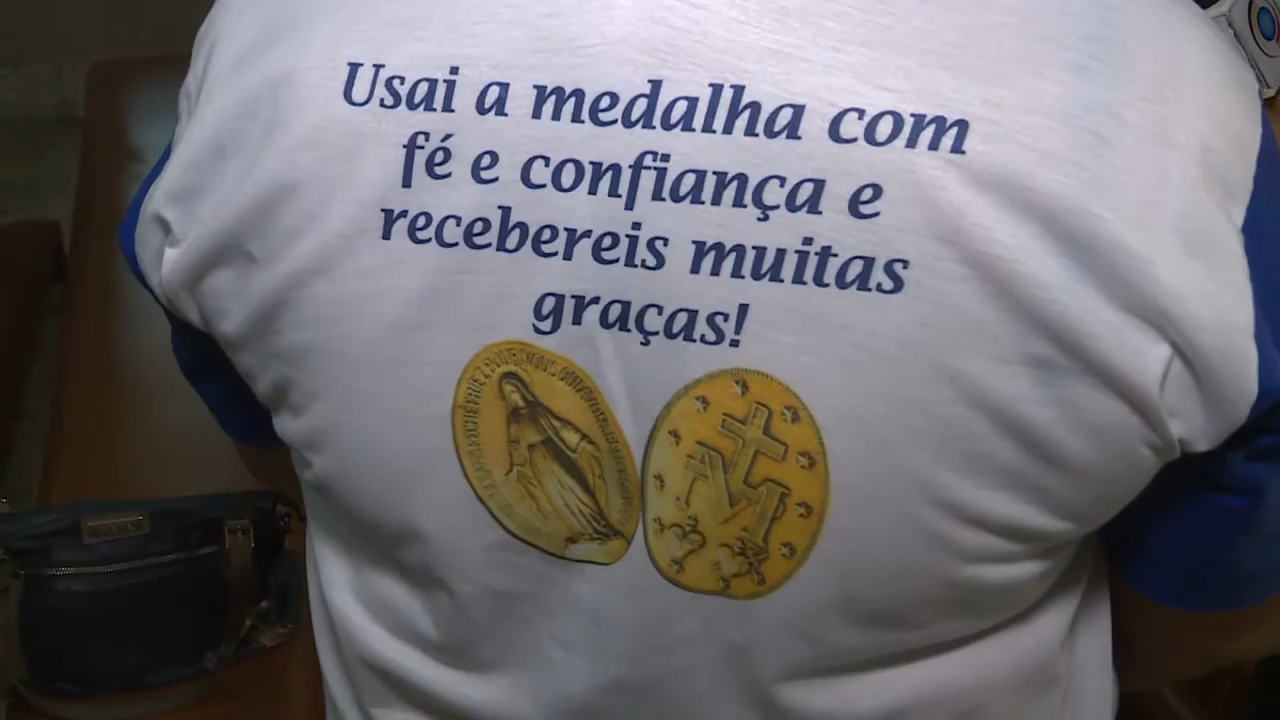 Usai a medalha com
fé e confiança e
recebereis muitas
graças!